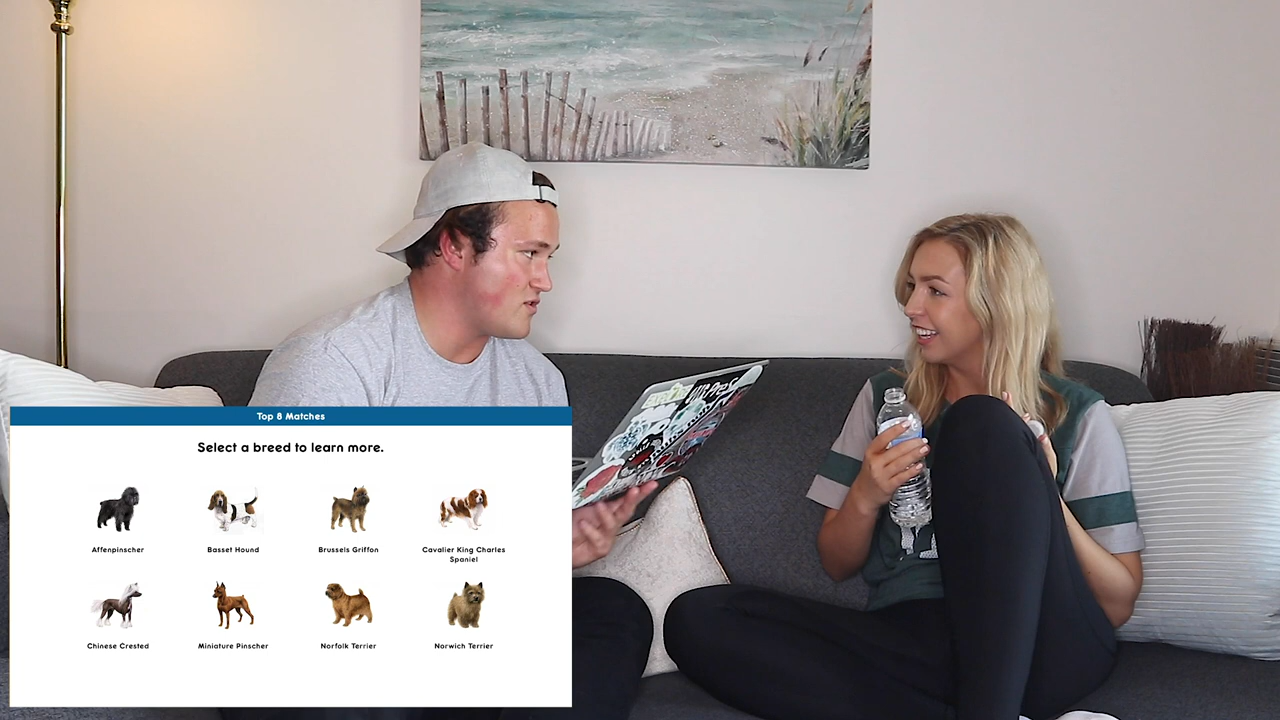 Top 8 Matches
Select a breed to learn more.
Affenpinscher
Basset Hound
Brussels Griffon
Cavalier King Charles
Spaniel
Chinese Crested
Miniature Pinscher
Norfolk Terrier
Norwich Terrier